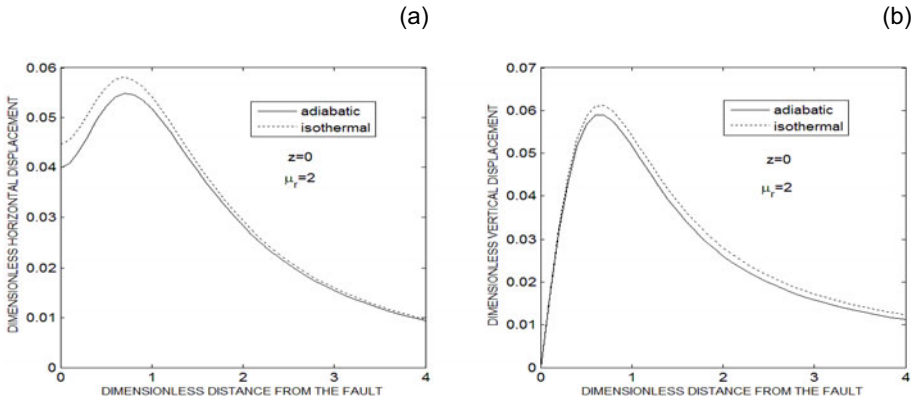 (a)
DIMENSIONLESS HORIZONTAL DISPLACEMENT
0.06
0.05
0.04
0.03
0.02
0.01
0
adiabatic
isothermal
z=0
μr=2
0 1 2 3 4
DIMENSIONLESS DISTANCE FROM THE FAULT
(b)
DIMENSIONLESS VERTICAL DISPLACEMENT
0.07
0.06
0.05
0.04
0.03
0.02
0.01
0
adiabatic
isothermal
z=0
μr=2
0 1 2 3 4
DIMENSIONLESS DISTANCE FROM THE FAULT